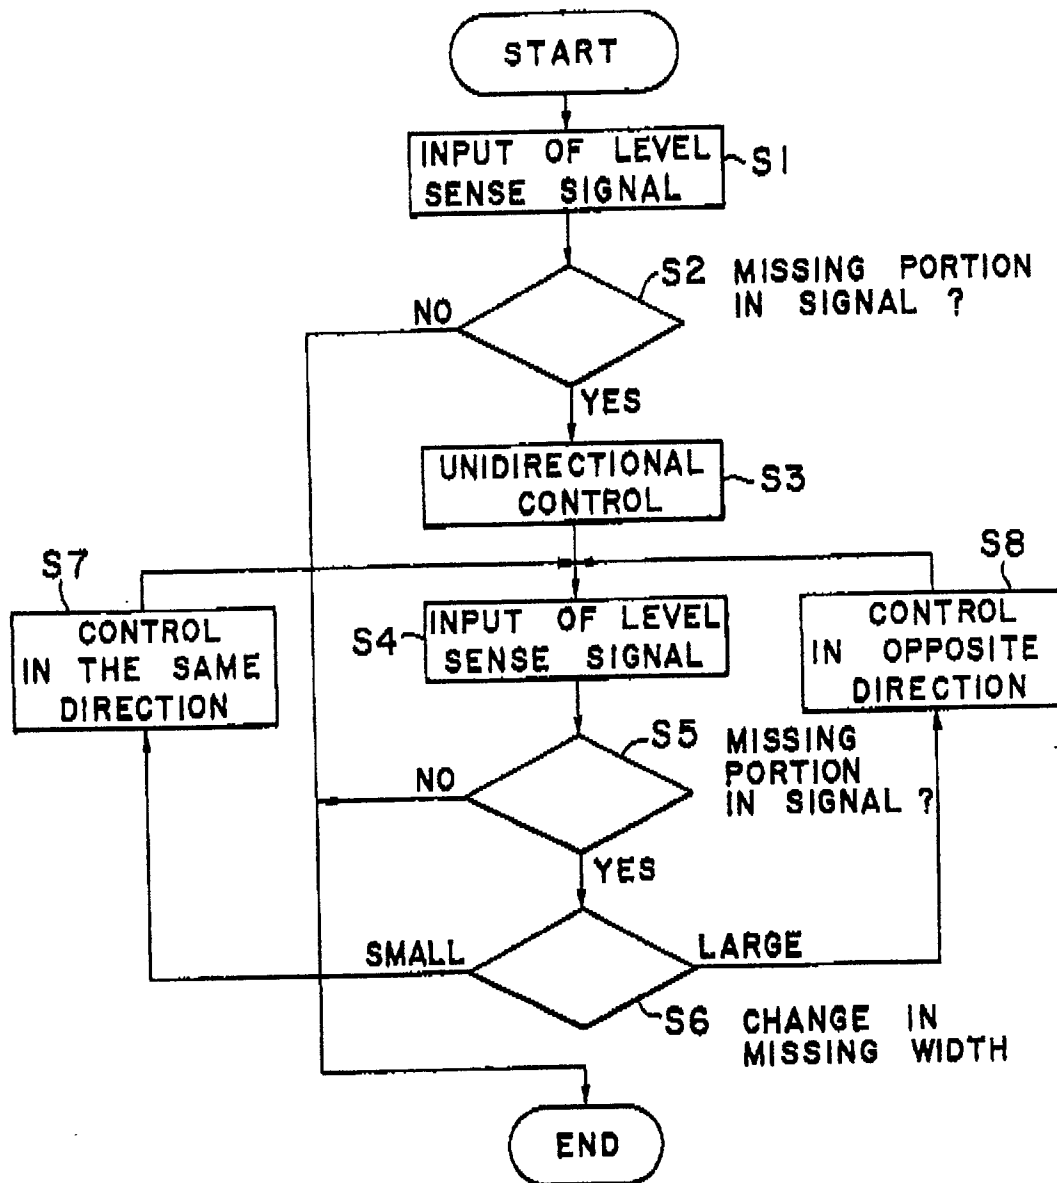 START
INPUT OF LEVEL
SENSE SIGNAL
S1
S2 MISSING PORTION
IN SIGNAL ?
NO
YES
UNIDIRECTIONAL
CONTROL
S3
S7
CONTROL
IN THE SAME
DIRECTION
S4
INPUT OF LEVEL
SENSE SIGNAL
S8
CONTROL
IN OPPOSITE
DIRECTION
S5 MISSING
PORTION
IN SIGNAL ?
NO
YES
SMALL
LARGE
S6 CHANGE IN
MISSING WIDTH
END